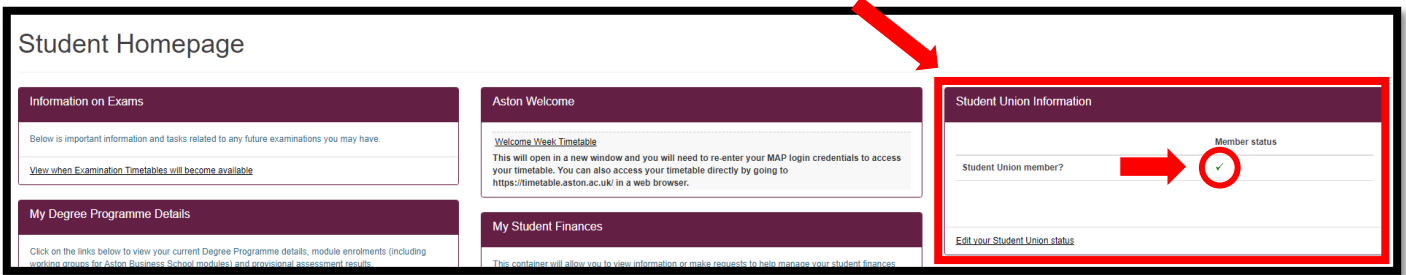 Student Homepage
Information on Exams
Below is important information and tasks related to any future examinations you may have.
View when Examination Timetables will become available
My Degree Programme Details
Click on the links below to view your current Degree Programme details, module enrolments (including
working groups for Aston Business School modules) and provisional assessment results.
Aston Welcome
Welcome Week Timetable
This will open in a new window and you will need to re-enter your MAP login credentials to access
your timetable. You can also access your timetable directly by going to
https://timetable.aston.ac.uk/ in a web browser.
My Student Finances
This container will allow you to view information or make requests to help manage your student finances
Student Union Information
Member status
Student Union member? ✓
Edit your Student Union status